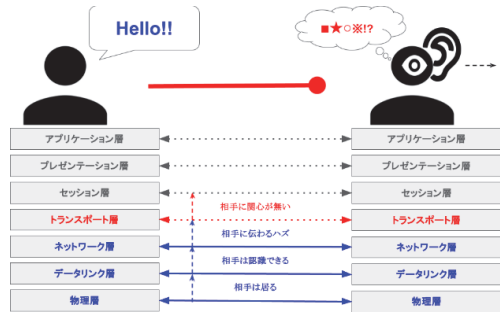 Hello!!
■★○※!?
アプリケーション層
アプリケーション層
プレゼンテーション層
プレゼンテーション層
セッション層
セッション層
相手に関心が無い
トランスポート層
トランスポート層
相手に伝わるハズ
ネットワーク層
ネットワーク層
相手は認識できる
データリンク層
データリンク層
相手は居る
物理層
物理層